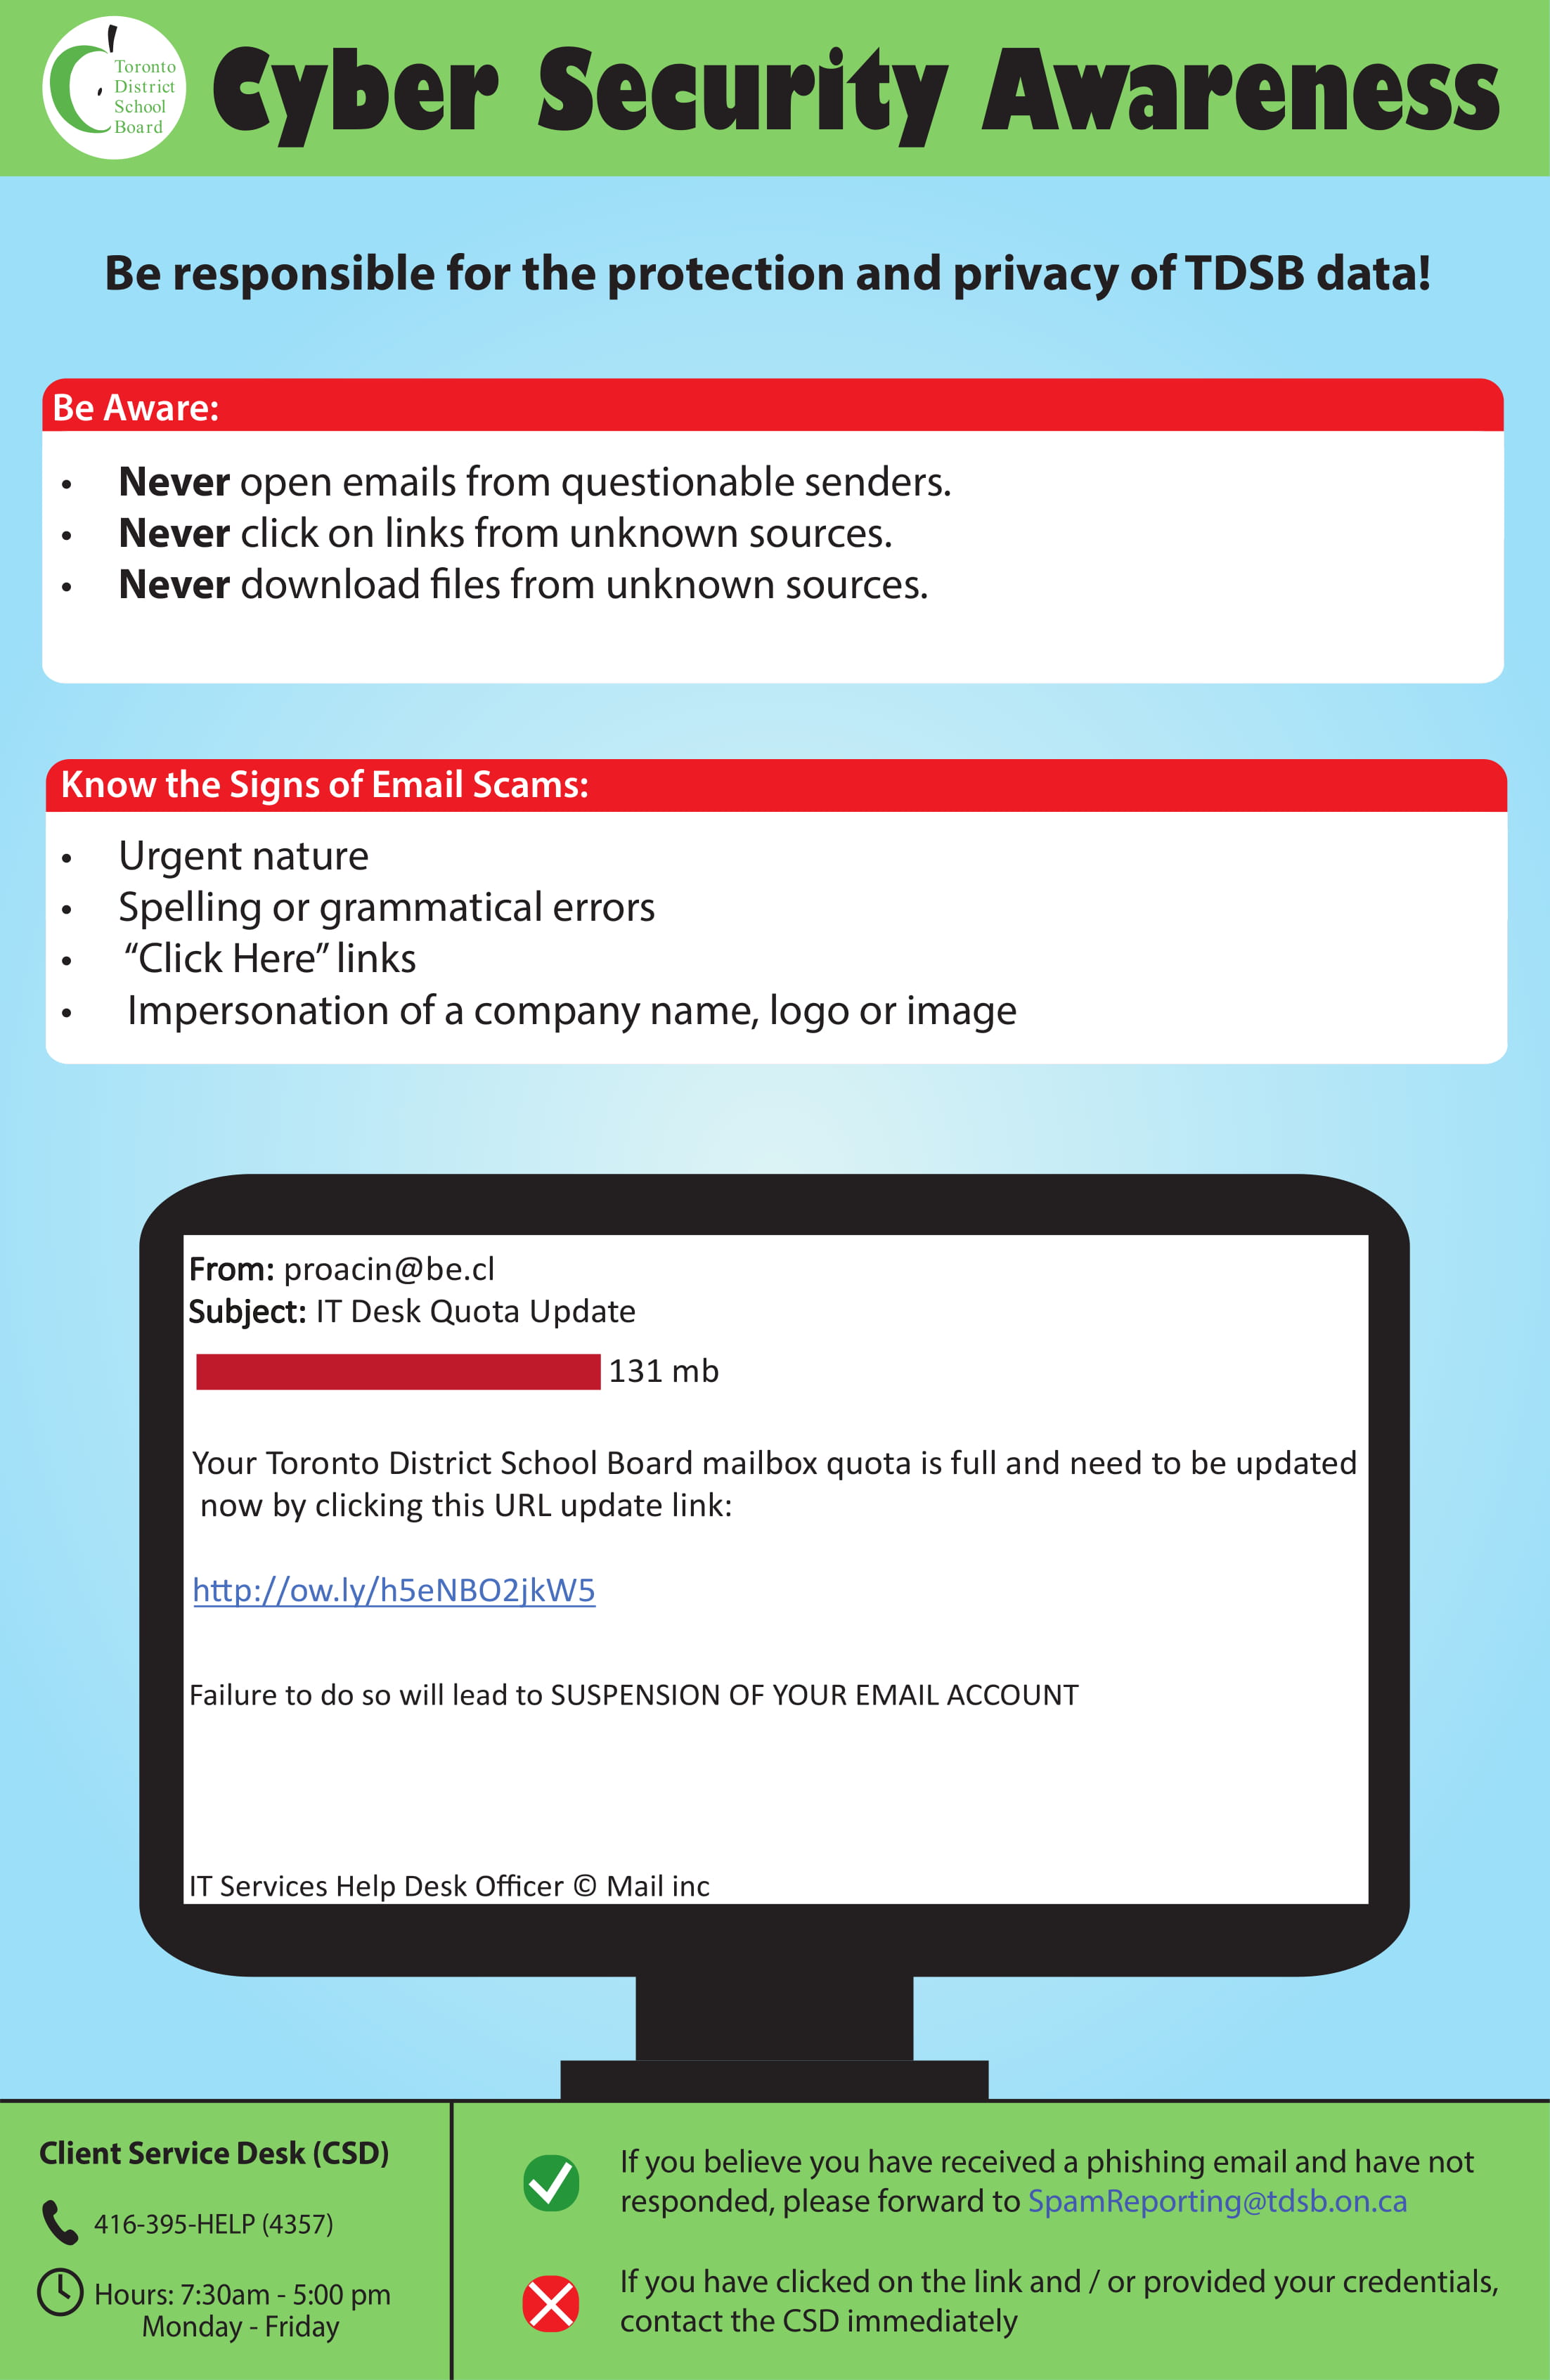 Toronto
District
School
Board
Cyber Security Awareness
Be responsible for the protection and privacy of TDSB data!
Be Aware:
• Never open emails from questionable senders.
• Never click on links from unknown sources.
• Never download files from unknown sources.
Know the Signs of Email Scams:
• Urgent nature
• Spelling or grammatical errors
• “Click Here” links
• Impersonation of a company name, logo or image
From: proacin@be.cl
Subject: IT Desk Quota Update
131 mb
Your Toronto District School Board mailbox quota is full and need to be updated
now by clicking this URL update link:
http://ow.ly/h5eNBO2jkW5
Failure to do so will lead to SUSPENSION OF YOUR EMAIL ACCOUNT
IT Services Help Desk Officer © Mail inc
Client Service Desk (CSD)
416-395-HELP (4357)
Hours: 7:30am - 5:00 pm
Monday - Friday
If you believe you have received a phishing email and have not
responded, please forward to SpamReporting@tdsb.on.ca
If you have clicked on the link and / or provided your credentials,
contact the CSD immediately